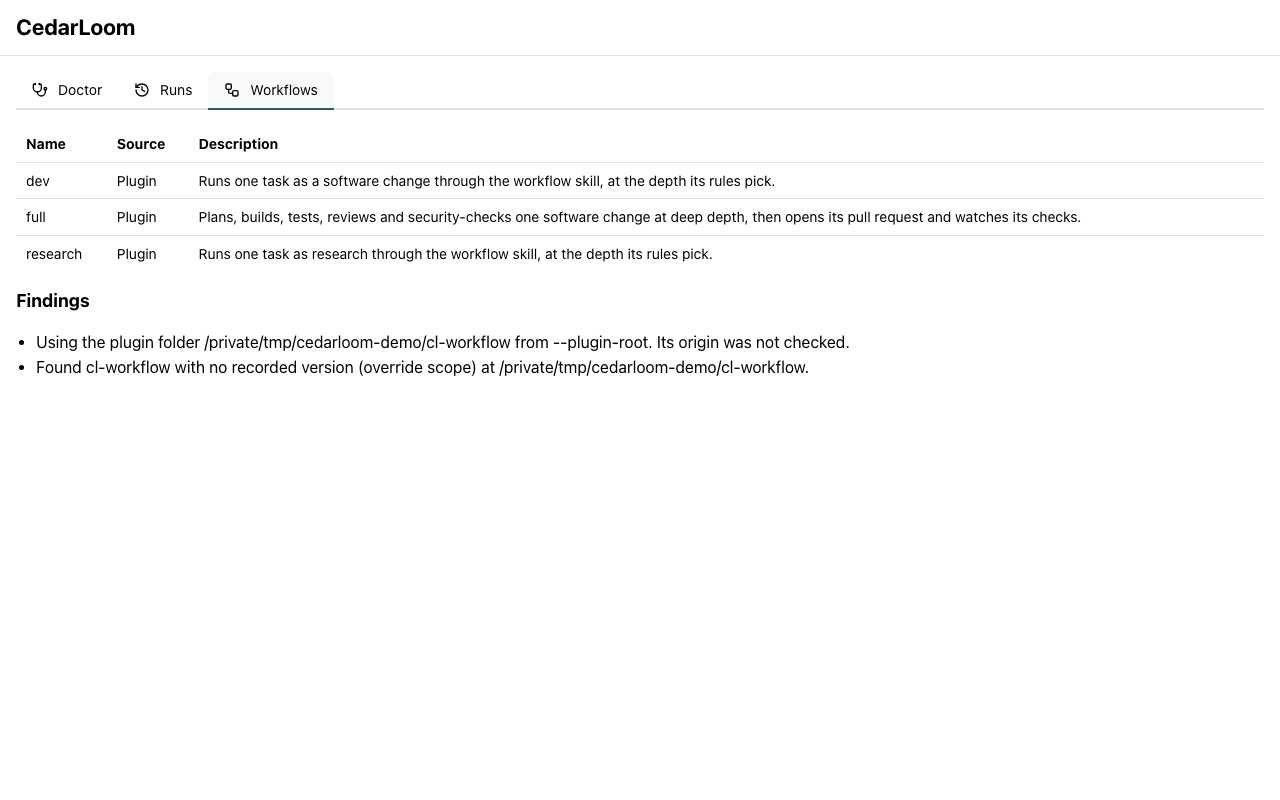 CedarLoom
Doctor Runs Workflows
Name Source Description
dev Plugin Runs one task as a software change through the workflow skill, at the depth its rules pick.
full Plugin Plans, builds, tests, reviews and security-checks one software change at deep depth, then opens its pull request and watches its checks.
research Plugin Runs one task as research through the workflow skill, at the depth its rules pick.
Findings
• Using the plugin folder /private/tmp/cedarloom-demo/cl-workflow from --plugin-root. Its origin was not checked.
• Found cl-workflow with no recorded version (override scope) at /private/tmp/cedarloom-demo/cl-workflow.